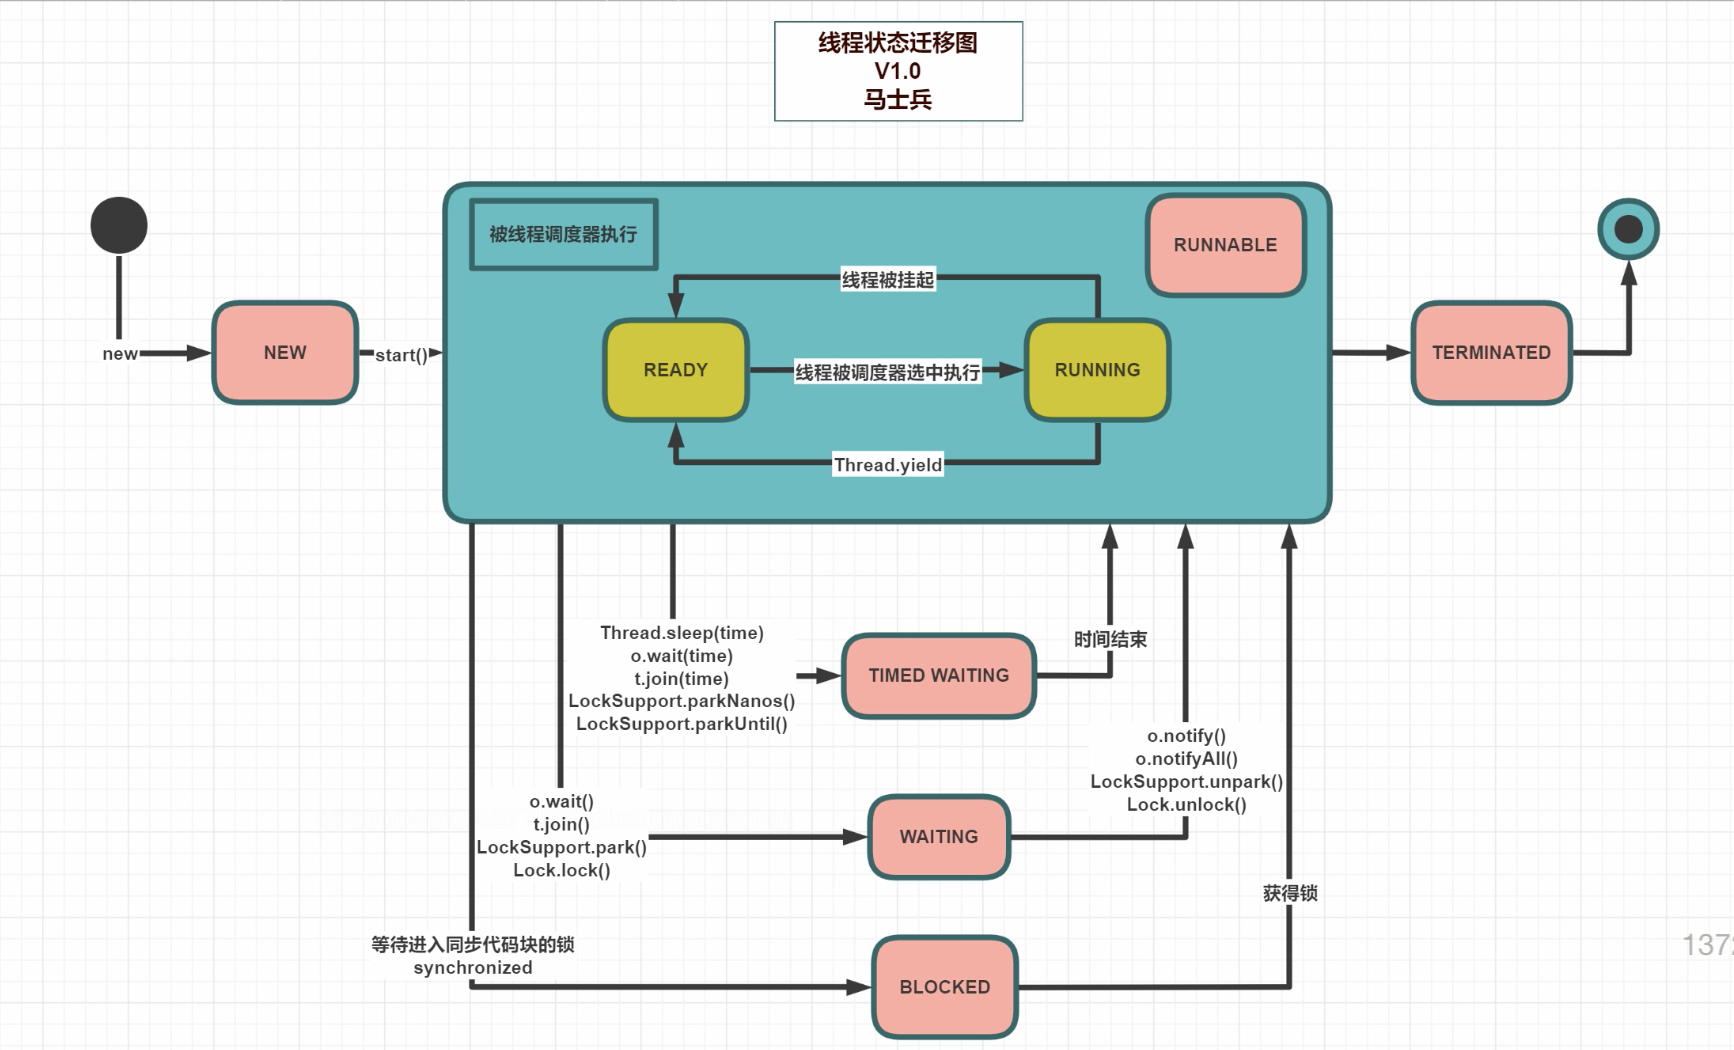 线程状态迁移图
V1.0
马士兵
被线程调度器执行
RUNNABLE
线程被挂起
new
NEW
start()
READY
线程被调度器选中执行
RUNNING
TERMINATED
Thread.yield
Thread.sleep(time)
o.wait(time)
t.join(time)
LockSupport.parkNanos()
LockSupport.parkUntil()
TIMED WAITING
时间结束
o.wait()
t.join()
LockSupport.park()
Lock.lock()
WAITING
o.notify()
o.notifyAll()
LockSupport.unpark()
Lock.unlock()
等待进入同步代码块的锁
synchronized
BLOCKED
获得锁